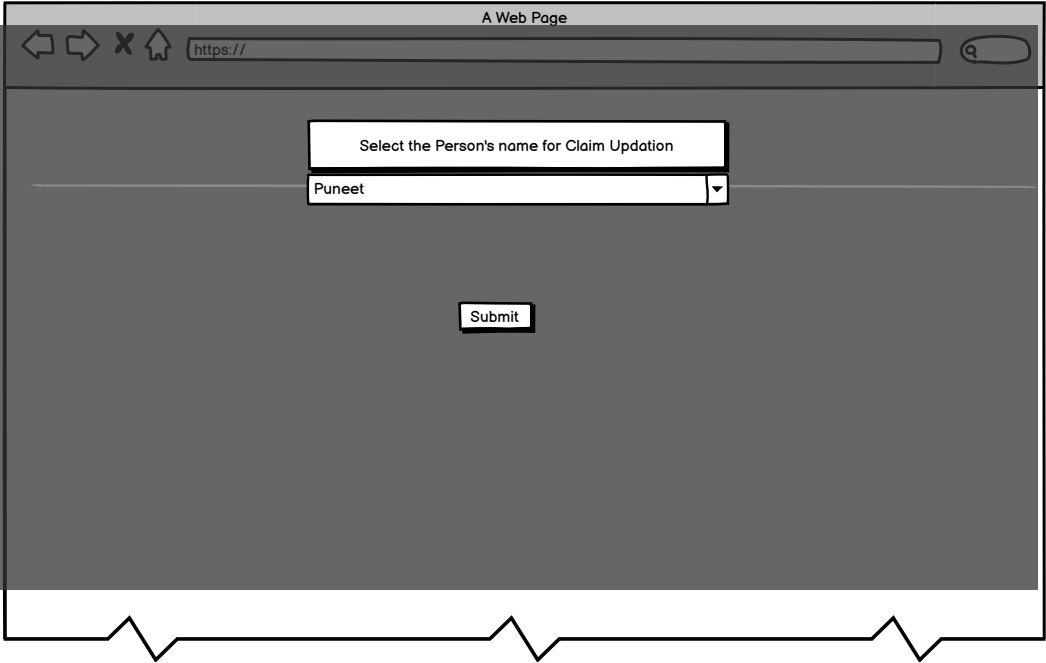 A Web Page
https://
Select the Person's name for Claim Updation
Puneet
Submit